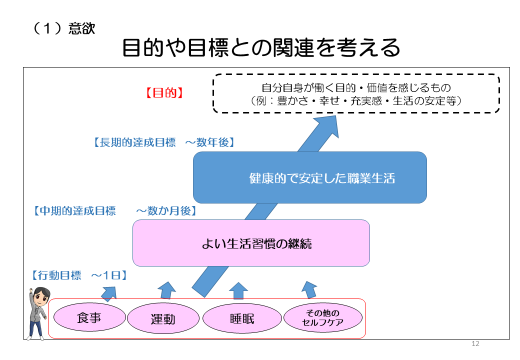 （１）意欲
目的や目標との関連を考える
【目的】
自分自身が働く目的・価値を感じるもの
（例：豊かさ・幸せ・充実感・生活の安定等）
【長期的達成目標　～数年後】
健康的で安定した職業生活
【中期的達成目標　～数か月後】
よい生活習慣の継続
【行動目標　～1日】
食事
運動
睡眠
その他の
セルフケア
12